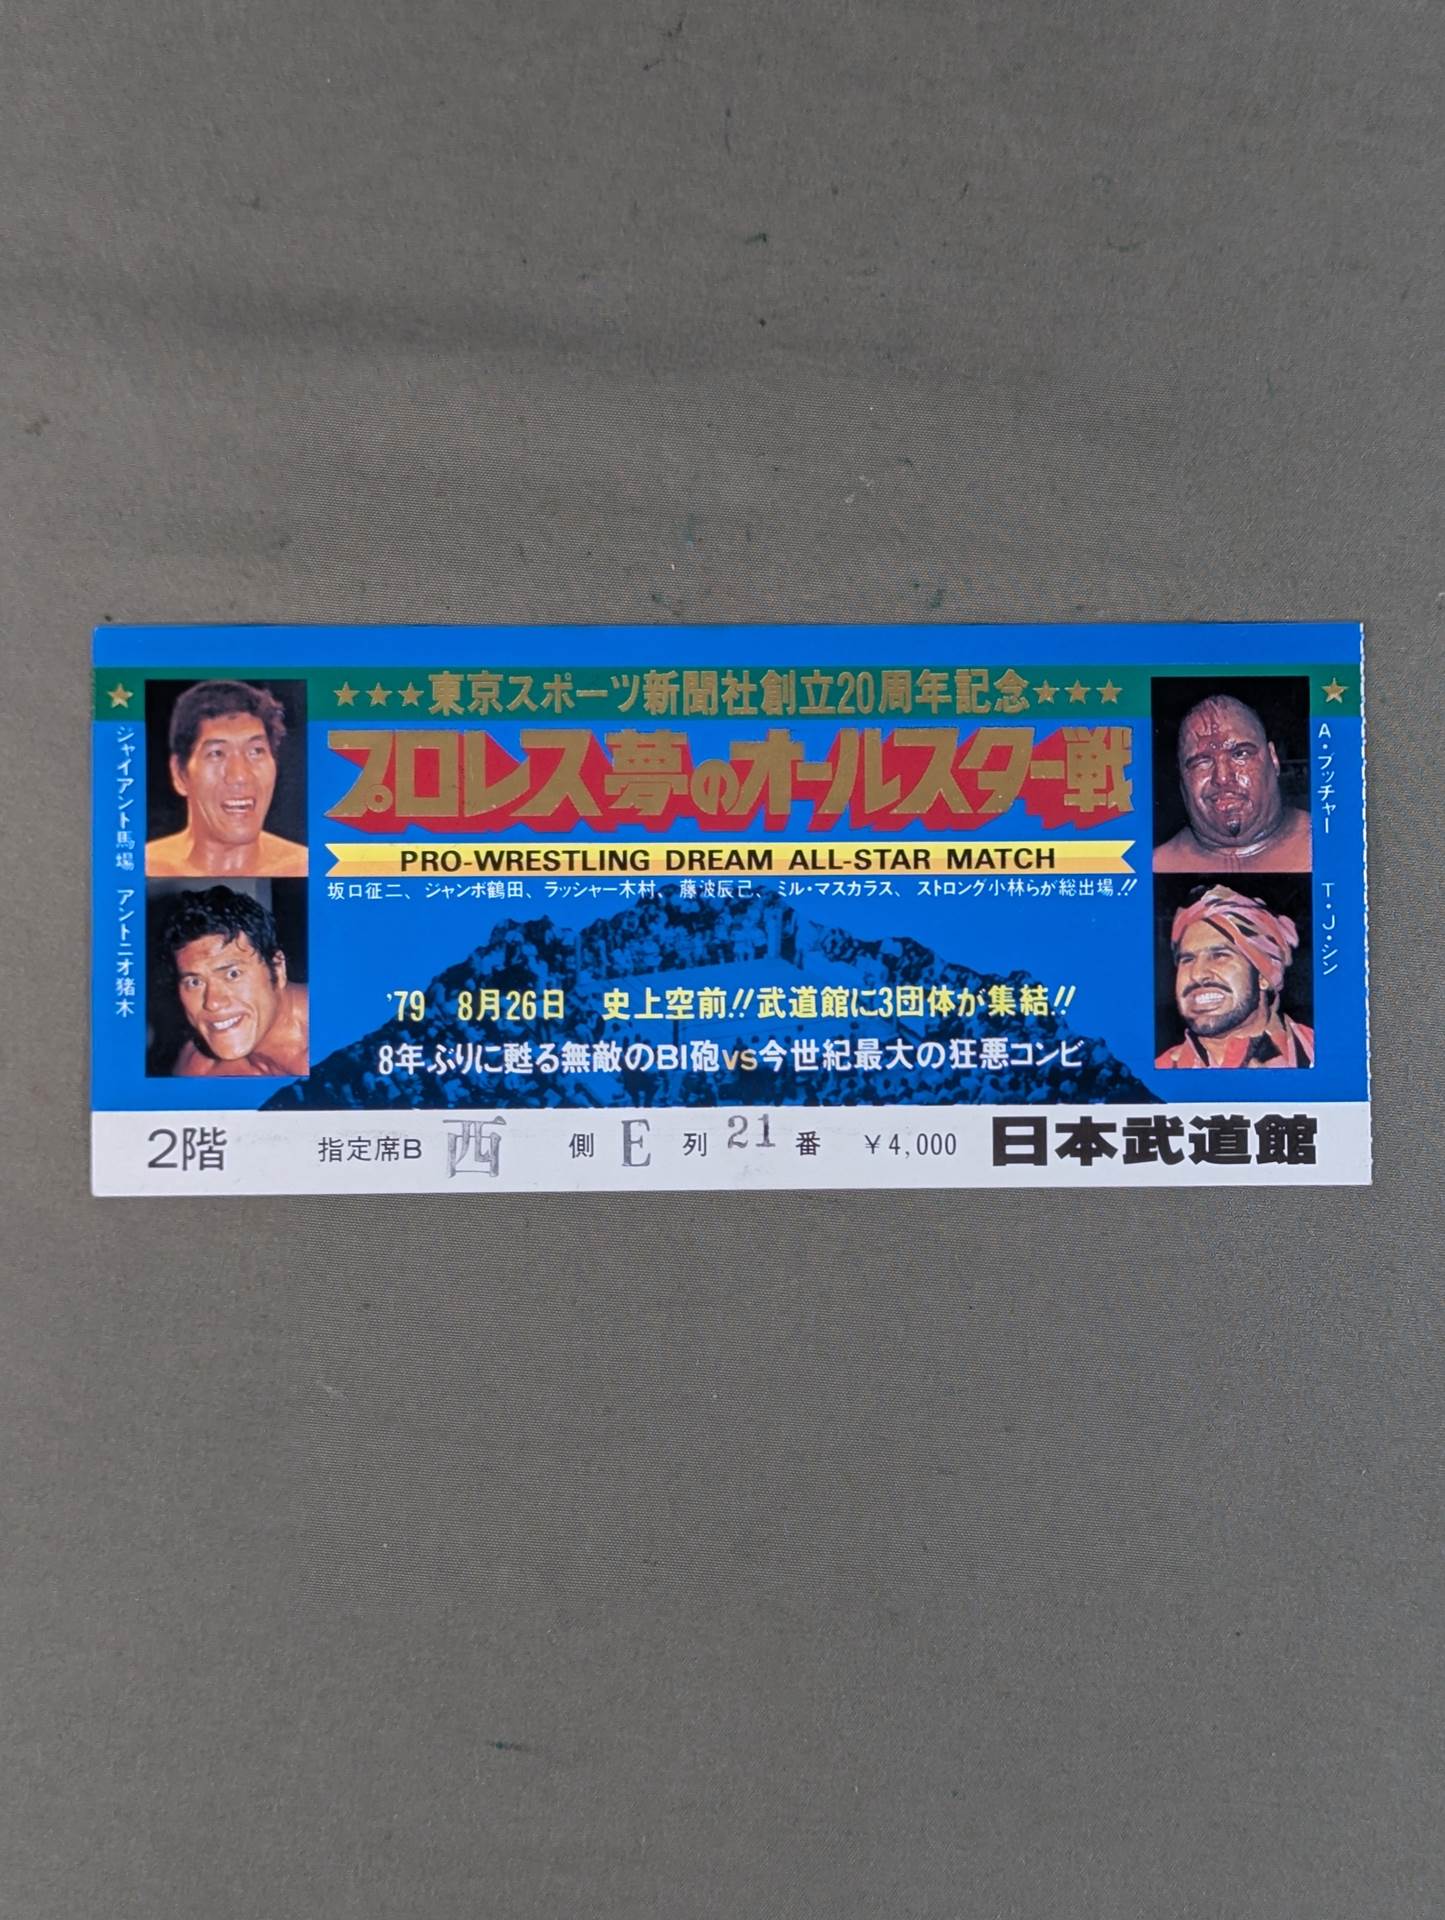 ★★★東京スポーツ新聞社創立20周年記念★★★
プロレス夢のオールスター戦
PRO-WRESTLING DREAM ALL-STAR MATCH
坂口征二、ジャンボ鶴田、ラッシャー木村、藤波辰己、ミル・マスカラス、ストロング小林らが総出場!!
'79 8月26日 史上空前!!武道館に3団体が集結!!
8年ぶりに甦る無敵のBI砲vs今世紀最大の狂悪コンビ
ジャイアント馬場
アントニオ猪木
A・ブッチャー
T・J・シン
2階 指定席B 西 側 E 列 21 番 ¥4,000 日本武道館